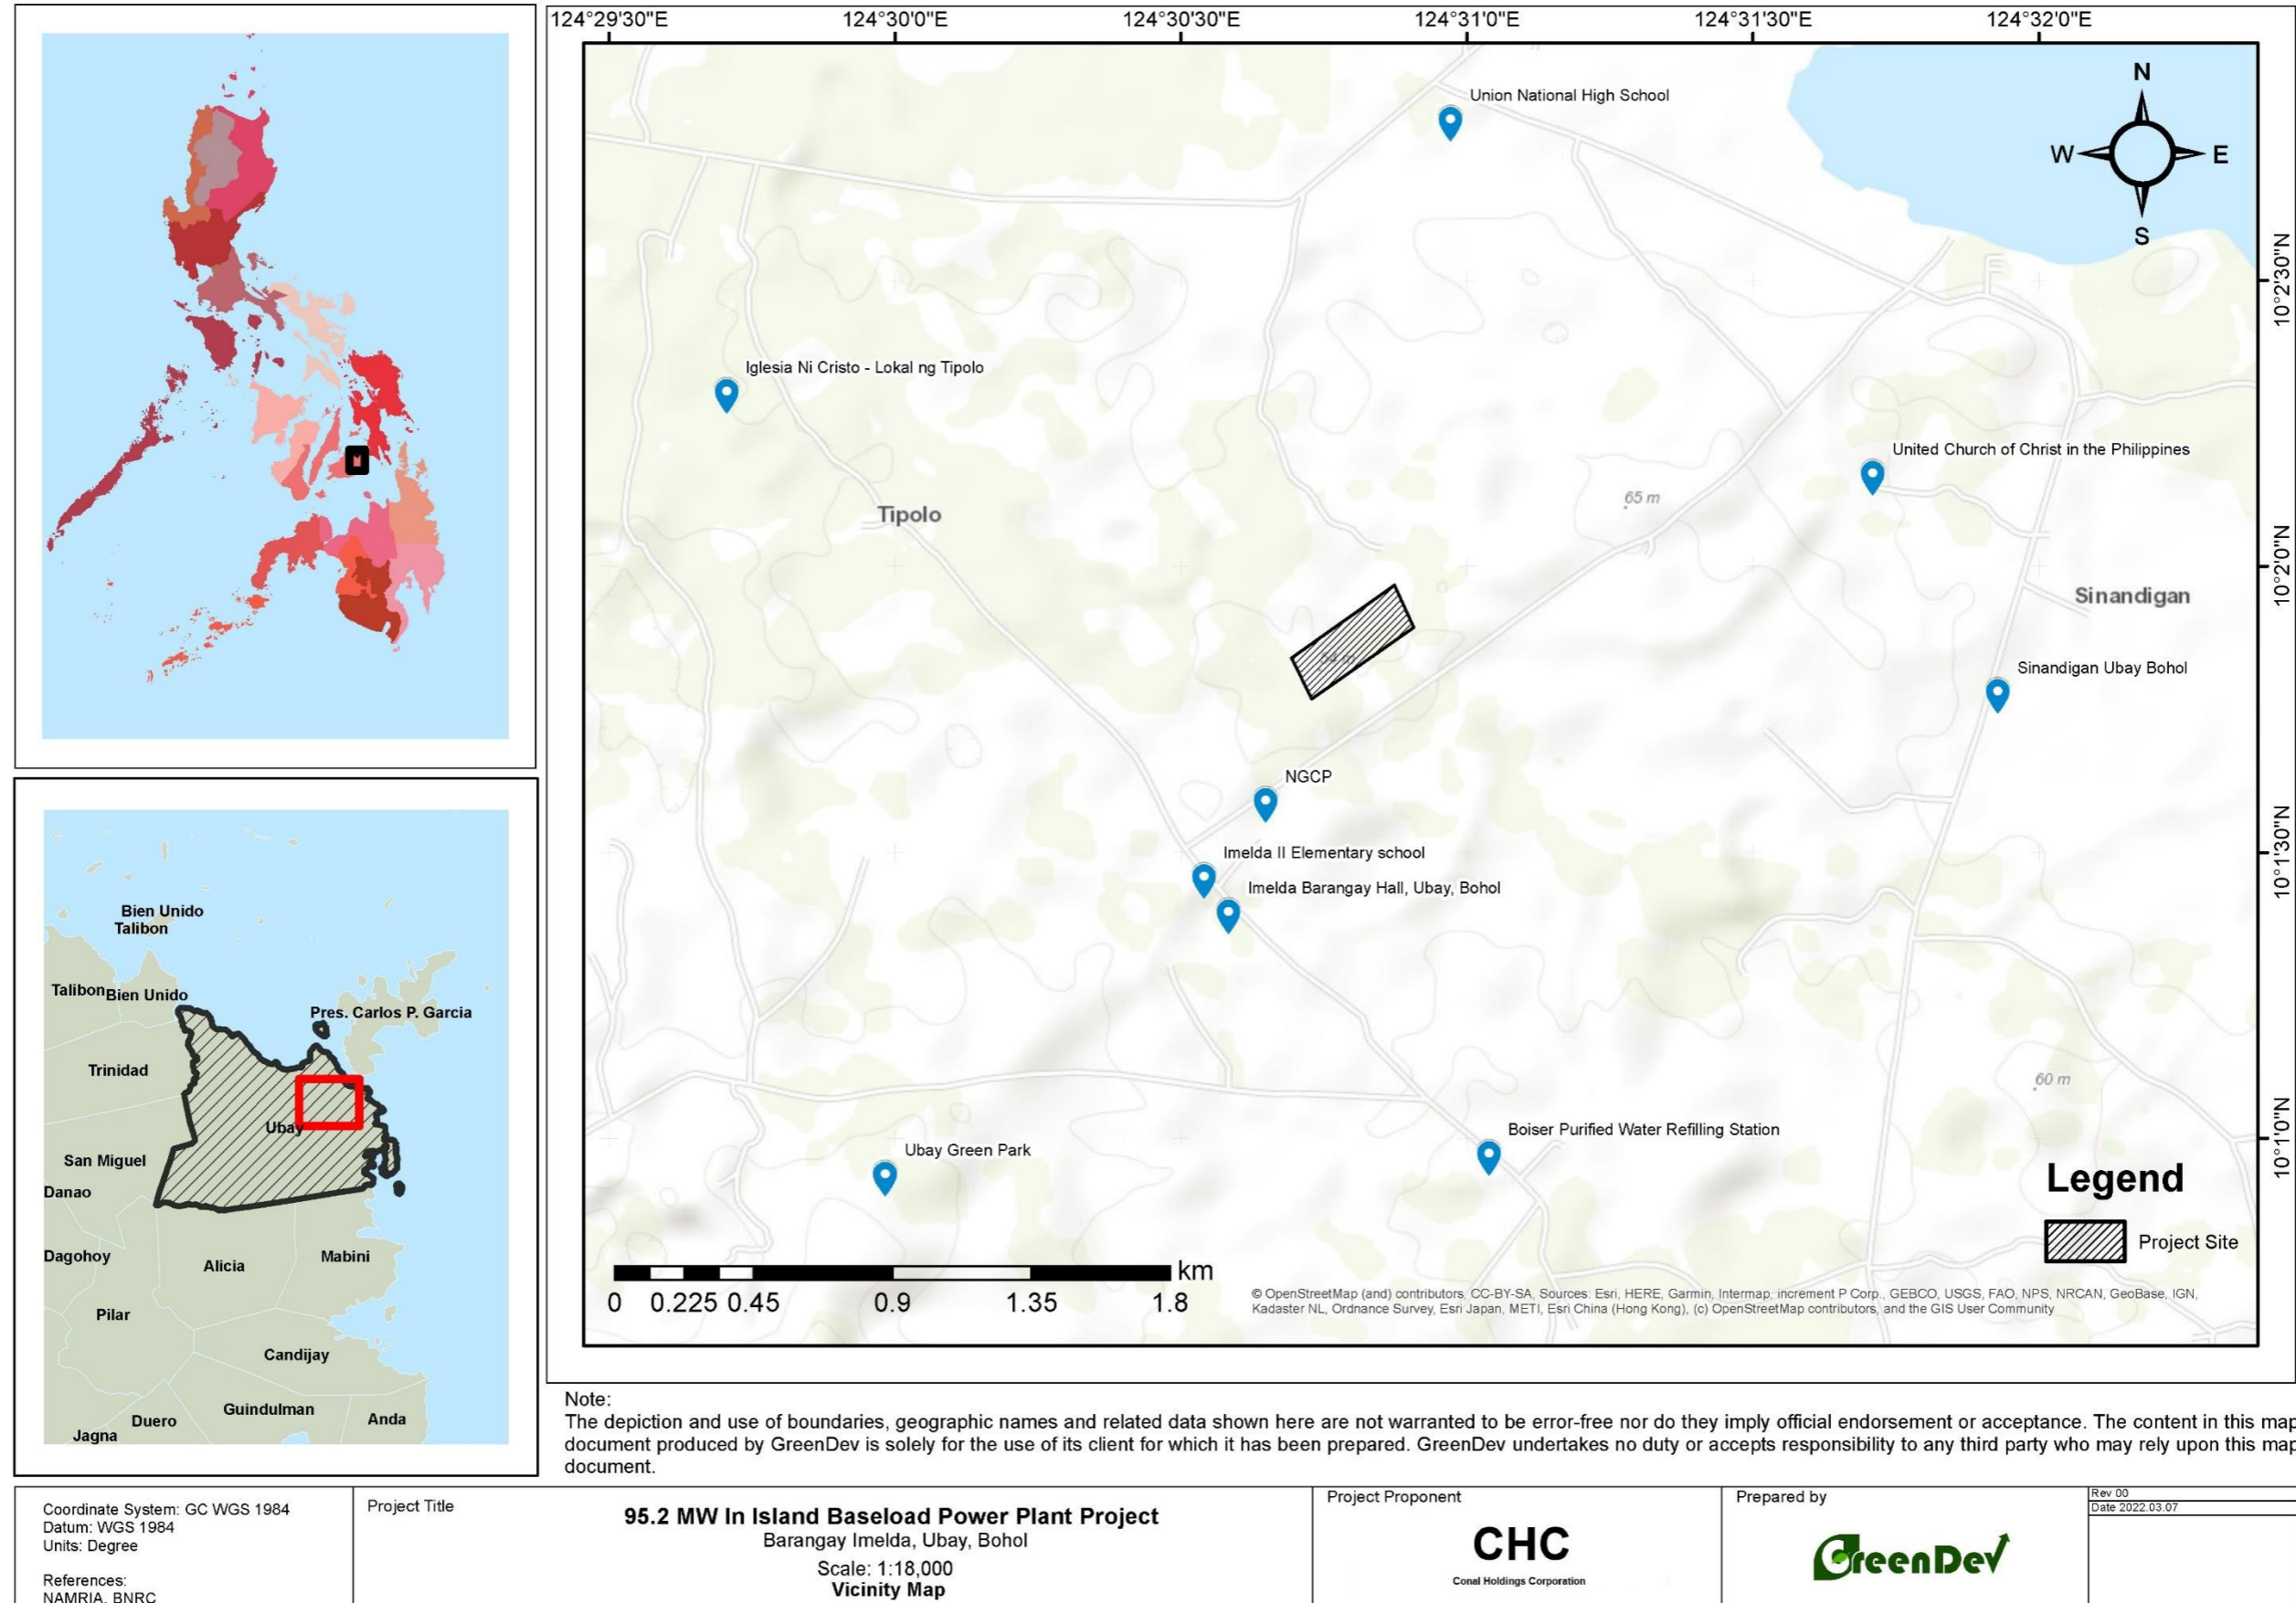 124°29'30"E
124°30'0"E
124°30'30"E
124°31'0"E
124°31'30"E
124°32'0"E
N
W
E
S
Union National High School
10°2'30"N
Iglesia Ni Cristo - Lokal ng Tipolo
United Church of Christ in the Philippines
65 m
Tipolo
10°2'0"N
Sinandigan
54 m
Sinandigan Ubay Bohol
NGCP
Imelda II Elementary school
10°1'30"N
Imelda Barangay Hall, Ubay, Bohol
60 m
Boiser Purified Water Refilling Station
10°1'0"N
Ubay Green Park
Legend
Project Site
km
0 0.225 0.45 0.9 1.35 1.8
© OpenStreetMap (and) contributors, CC-BY-SA, Sources: Esri, HERE, Garmin, Intermap, increment P Corp., GEBCO, USGS, FAO, NPS, NRCAN, GeoBase, IGN,
Kadaster NL, Ordnance Survey, Esri Japan, METI, Esri China (Hong Kong), (c) OpenStreetMap contributors, and the GIS User Community
Bien Unido
Talibon
Talibon
Bien Unido
Pres. Carlos P. Garcia
Trinidad
Ubay
San Miguel
Danao
Dagohoy
Alicia
Mabini
Pilar
Candijay
Guindulman
Anda
Duero
Jagna
Note:
The depiction and use of boundaries, geographic names and related data shown here are not warranted to be error-free nor do they imply official endorsement or acceptance. The content in this map
document produced by GreenDev is solely for the use of its client for which it has been prepared. GreenDev undertakes no duty or accepts responsibility to any third party who may rely upon this map
document.
Coordinate System: GC WGS 1984
Datum: WGS 1984
Units: Degree
References:
NAMRIA, BNRC
Project Title
95.2 MW In Island Baseload Power Plant Project
Barangay Imelda, Ubay, Bohol
Scale: 1:18,000
Vicinity Map
Project Proponent
CHC
Conal Holdings Corporation
Prepared by
GreenDev
Rev 00
Date 2022.03.07